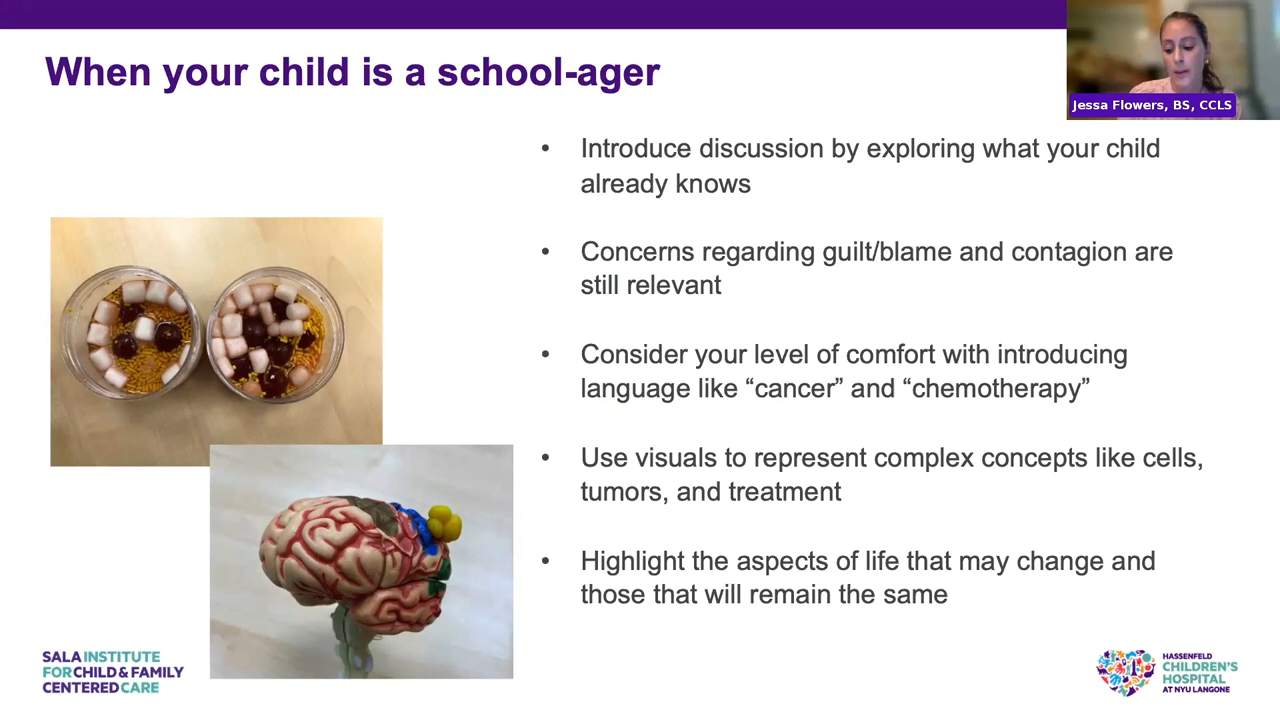 When your child is a school-ager
Jessa Flowers, BS, CCLS
• Introduce discussion by exploring what your child
already knows
• Concerns regarding guilt/blame and contagion are
still relevant
• Consider your level of comfort with introducing
language like “cancer” and “chemotherapy”
• Use visuals to represent complex concepts like cells,
tumors, and treatment
• Highlight the aspects of life that may change and
those that will remain the same
SALA INSTITUTE
FOR CHILD & FAMILY
CENTERED CARE
HASSENFELD
CHILDREN'S
HOSPITAL
AT NYU LANGONE